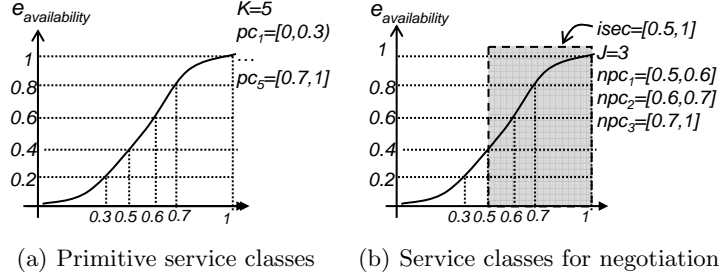 e_availability
K=5
pc_1=[0,0.3)
...
pc_5=[0.7,1]
1
0.8
0.6
0.4
0.2
0.3 0.5 0.6 0.7 1
(a) Primitive service classes
e_availability
isec=[0.5,1]
J=3
npc_1=[0.5,0.6]
npc_2=[0.6,0.7]
npc_3=[0.7,1]
1
0.8
0.6
0.4
0.2
0.3 0.5 0.6 0.7 1
(b) Service classes for negotiation